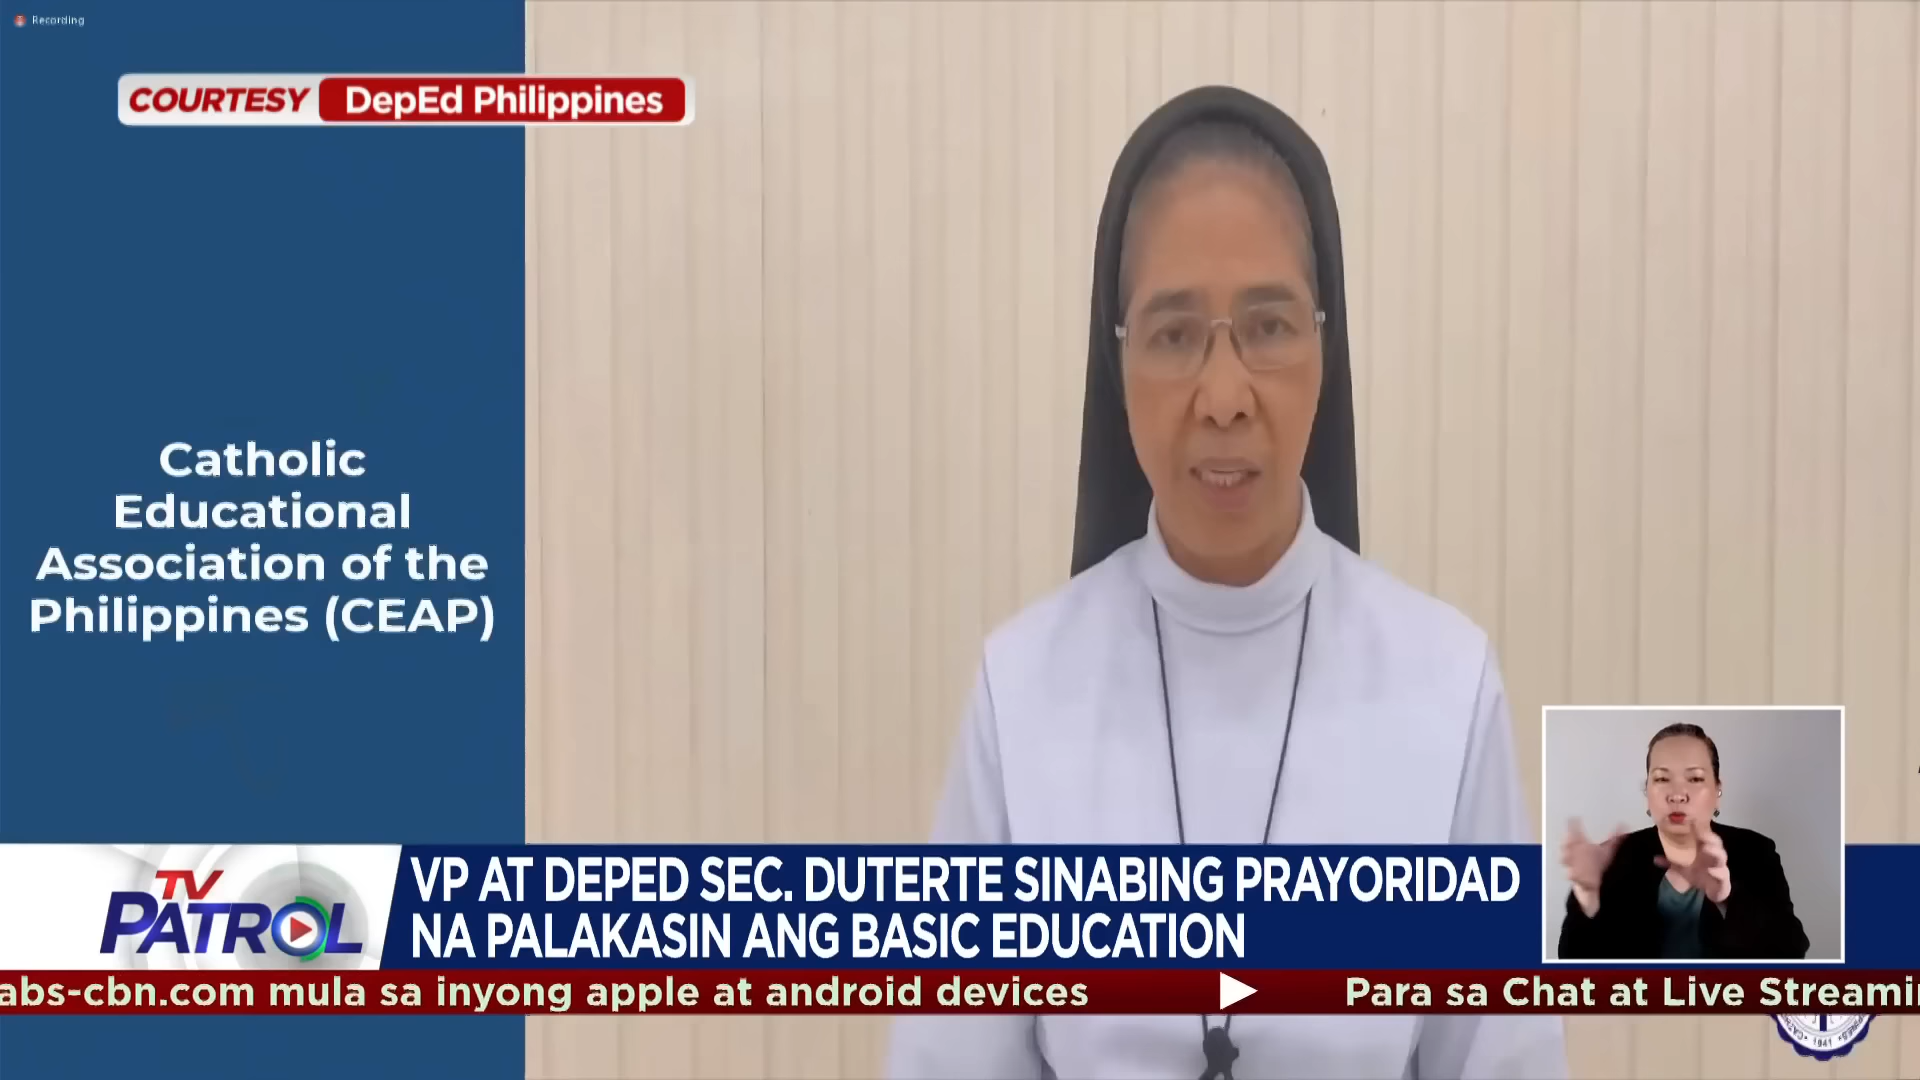 Recording
COURTESY DepEd Philippines
Catholic
Educational
Association of the
Philippines (CEAP)
TV
PATROL
VP AT DEPED SEC. DUTERTE SINABING PRAYORIDAD
NA PALAKASIN ANG BASIC EDUCATION
abs-cbn.com mula sa inyong apple at android devices
Para sa Chat at Live Streami
1941